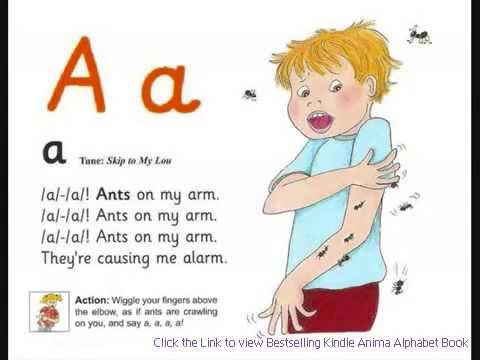 A a
a Tune: Skip to My Lou
/a/-/a/! Ants on my arm.
/a/-/a/! Ants on my arm.
/a/-/a/! Ants on my arm.
They're causing me alarm.
Action: Wiggle your fingers above
the elbow, as if ants are crawling
on you, and say a, a, a, a!
Click the Link to view Bestselling Kindle Anima Alphabet Book